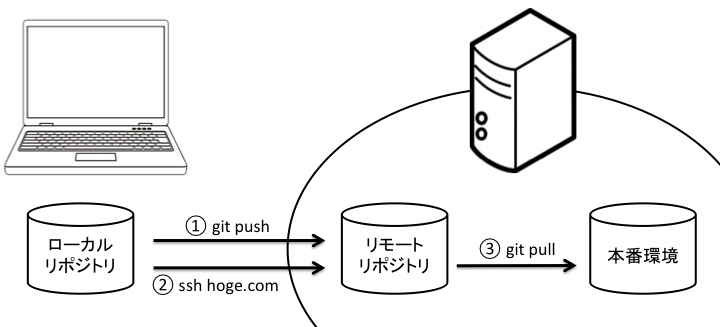 ローカル
リポジトリ
① git push
② ssh hoge.com
リモート
リポジトリ
③ git pull
本番環境